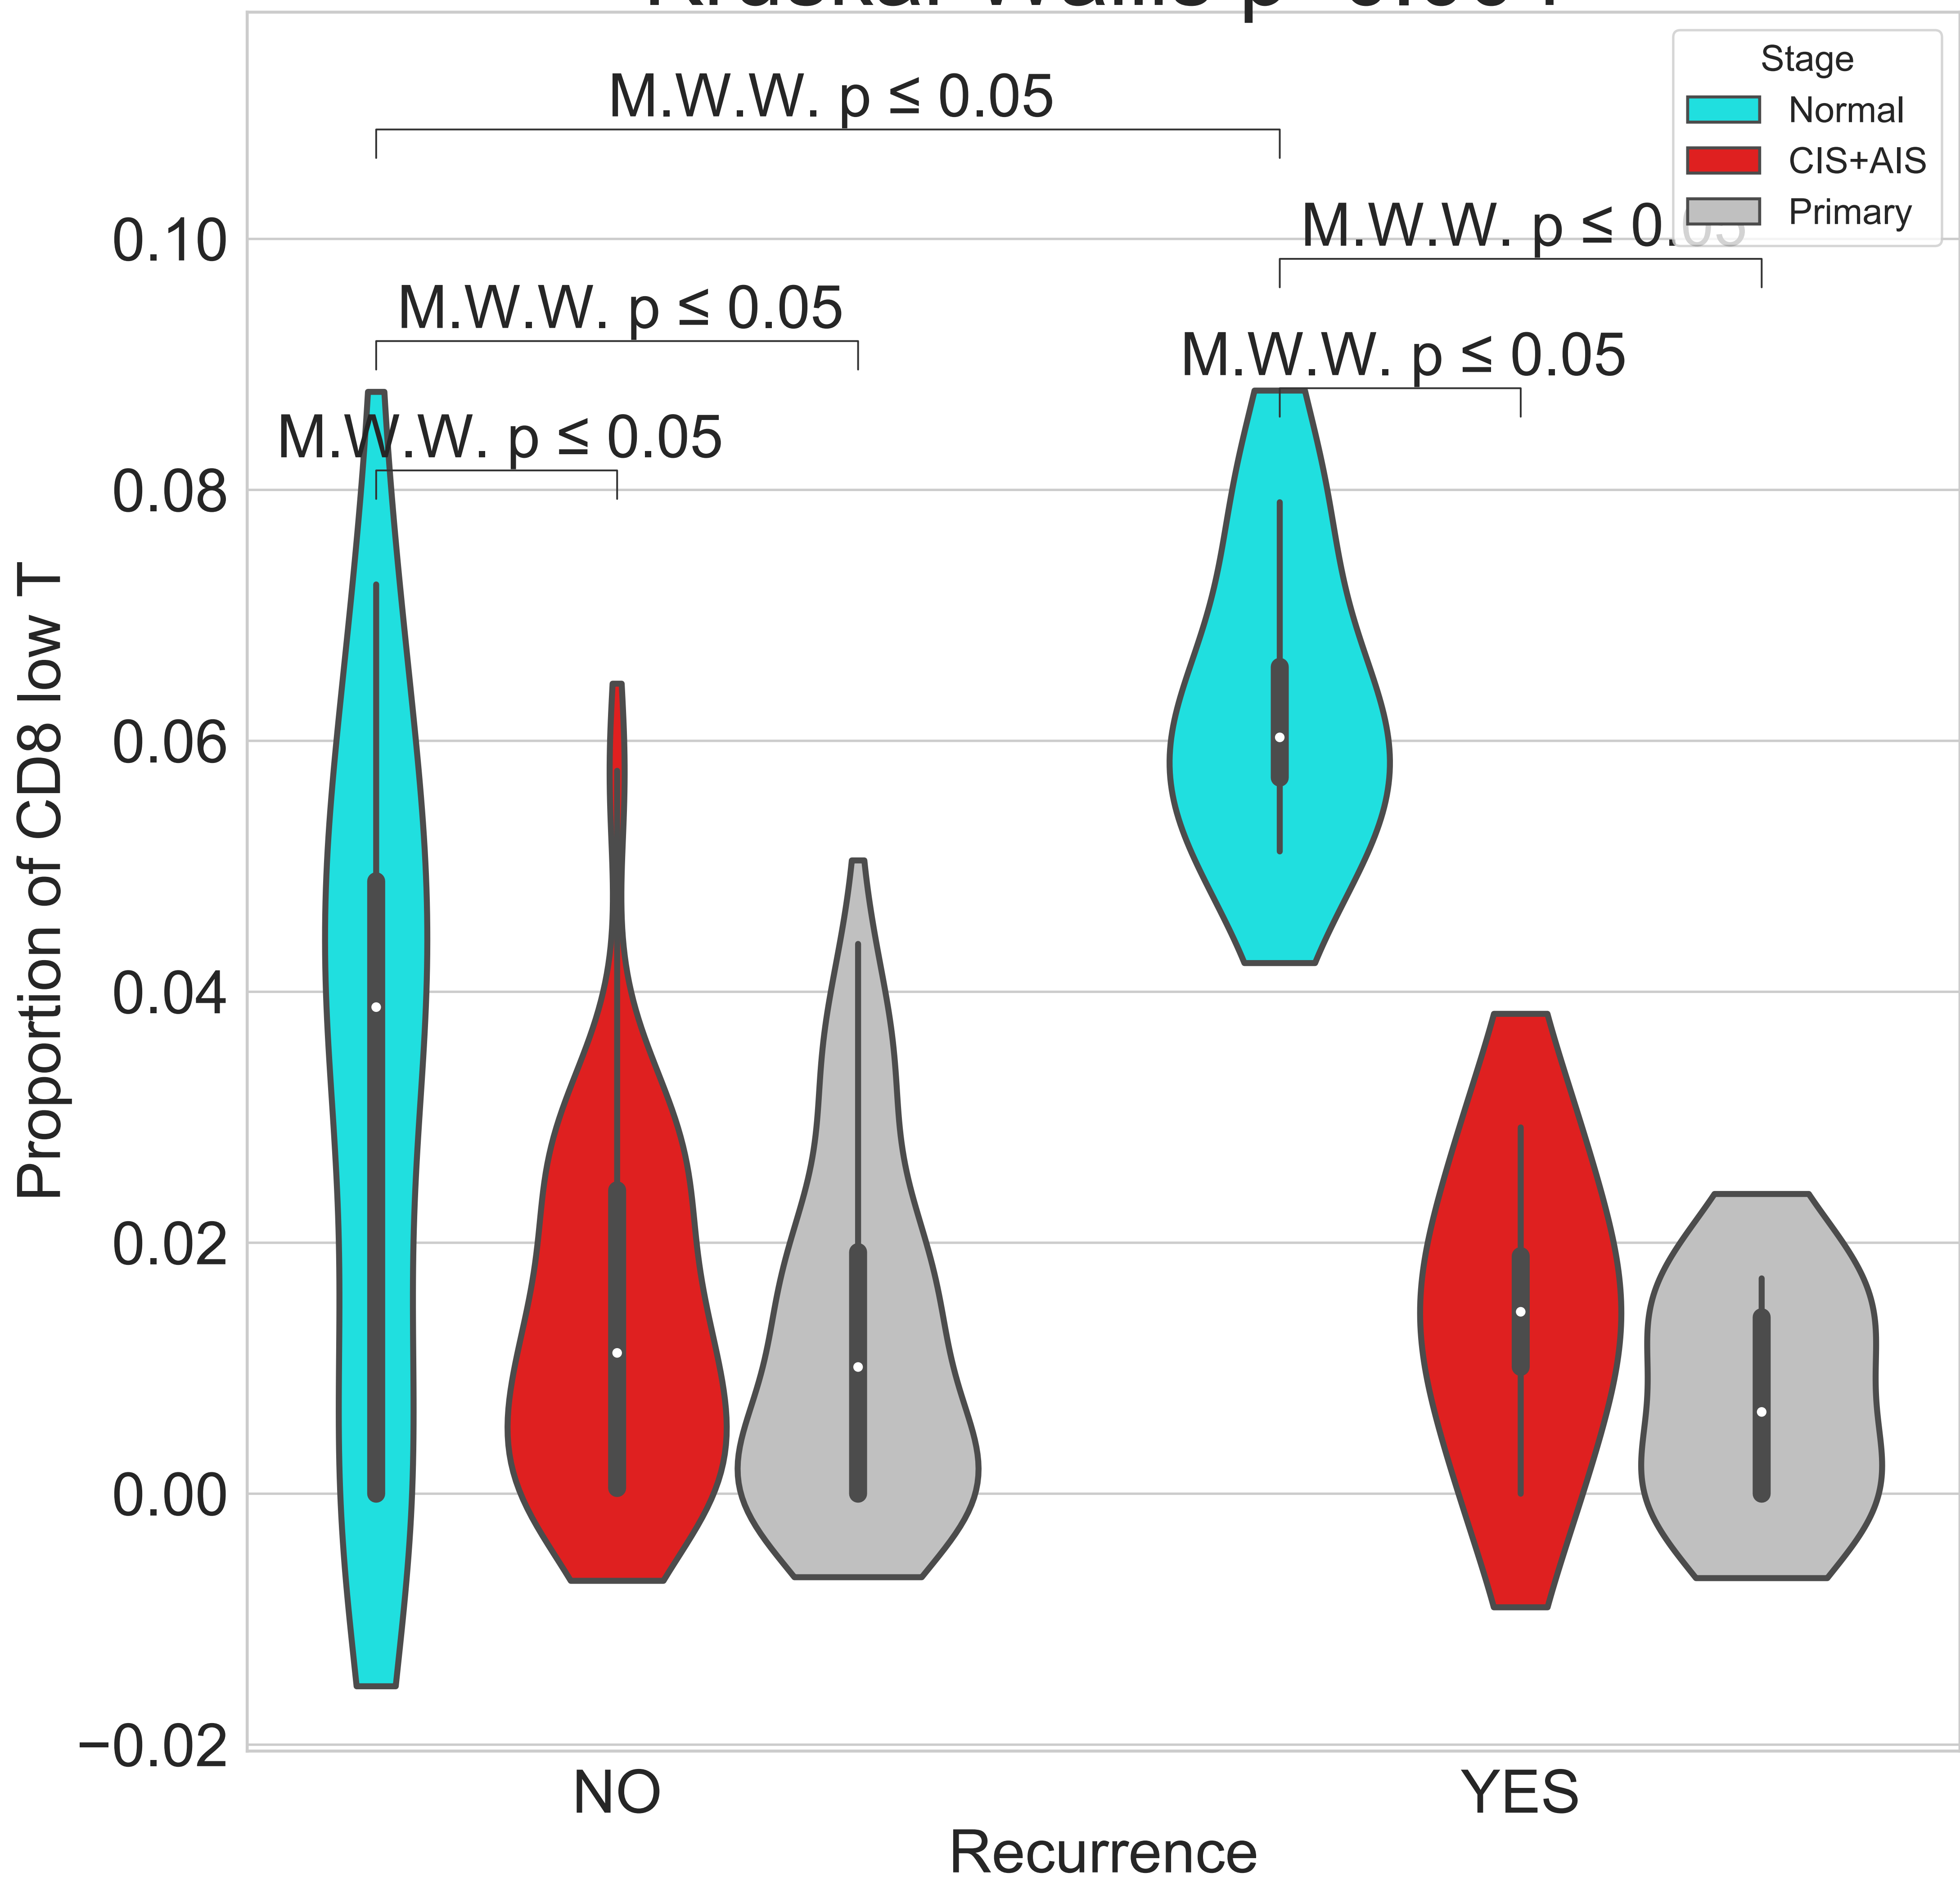 Stage
Normal
CIS+AIS
Primary
M.W.W. p ≤ 0.05
M.W.W. p ≤ 0.05
M.W.W. p ≤ 0.05
M.W.W. p ≤ 0.05
M.W.W. p ≤ 0.05
Proportion of CD8 low T
0.10
0.08
0.06
0.04
0.02
0.00
−0.02
NO
YES
Recurrence